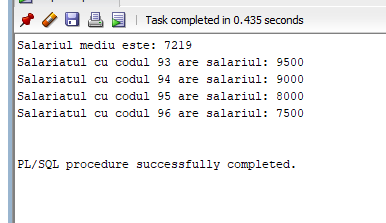 Task completed in 0.435 seconds
Salariul mediu este: 7219
Salariatul cu codul 93 are salariul: 9500
Salariatul cu codul 94 are salariul: 9000
Salariatul cu codul 95 are salariul: 8000
Salariatul cu codul 96 are salariul: 7500
PL/SQL procedure successfully completed.